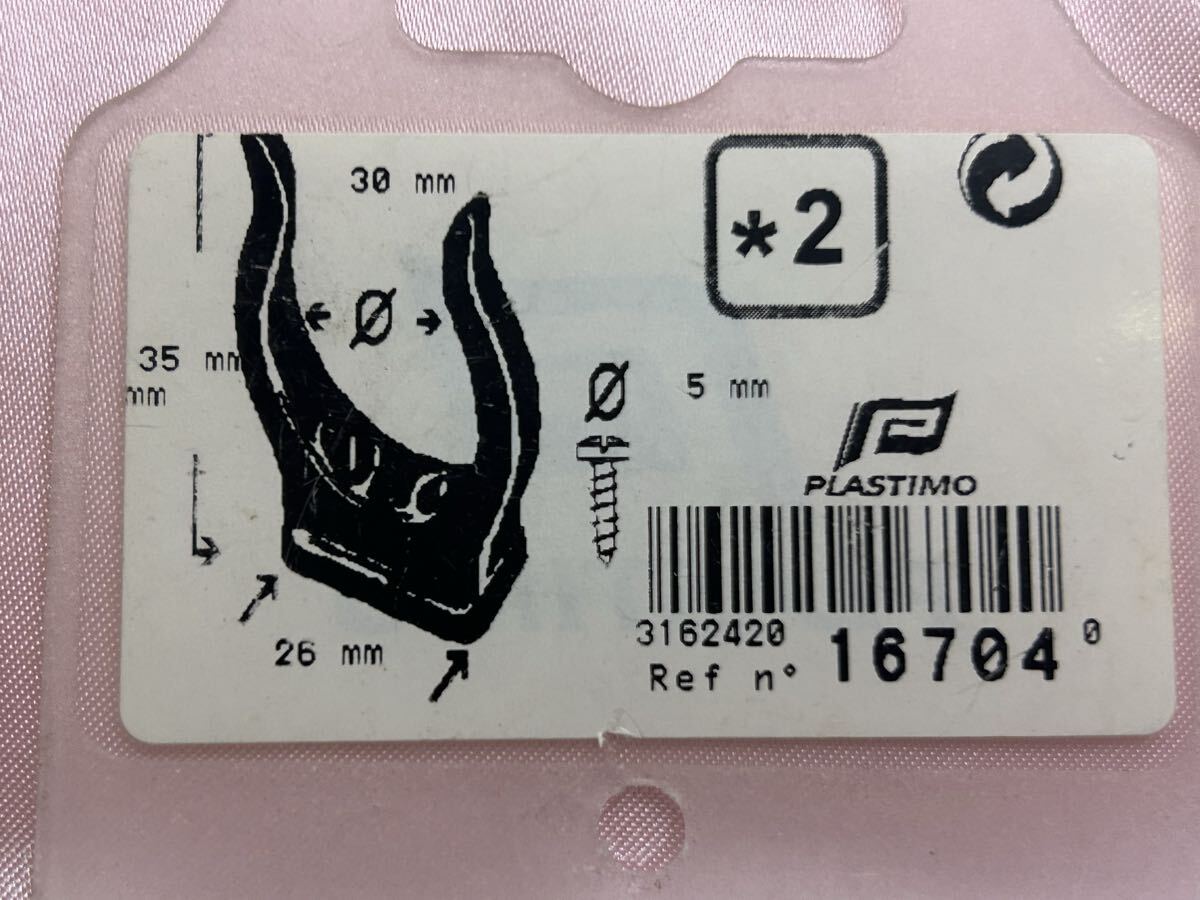 30 mm
*2
Ø
35 mm
mm
Ø 5 mm
PLASTIMO
3162420 16704 0
Ref n°
26 mm